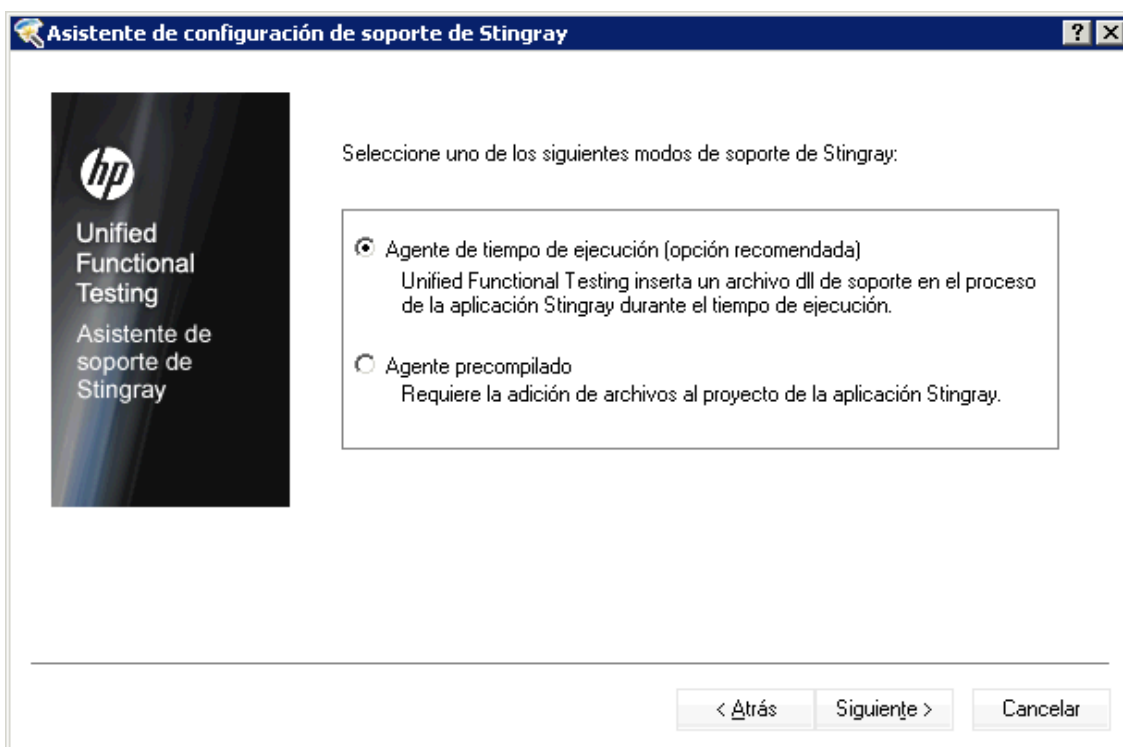 Asistente de configuración de soporte de Stingray
hp
Unified
Functional
Testing
Asistente de
soporte de
Stingray
Seleccione uno de los siguientes modos de soporte de Stingray:
Agente de tiempo de ejecución (opción recomendada)
Unified Functional Testing inserta un archivo dll de soporte en el proceso
de la aplicación Stingray durante el tiempo de ejecución.
Agente precompilado
Requiere la adición de archivos al proyecto de la aplicación Stingray.
< Atrás
Siguiente >
Cancelar